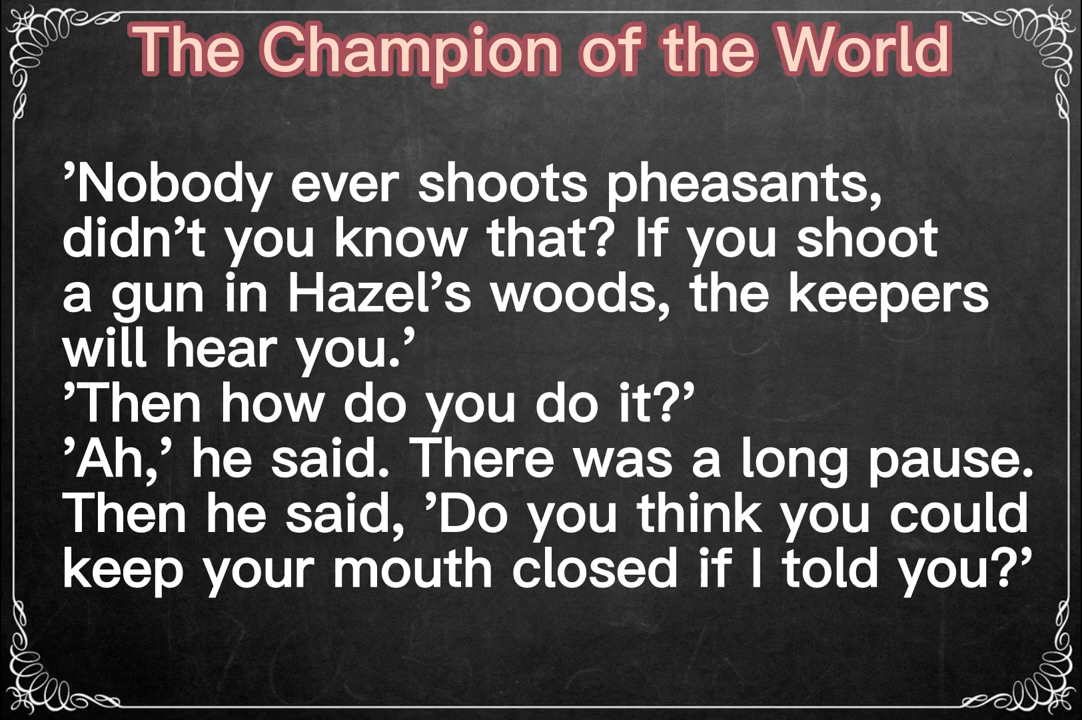 The Champion of the World
’Nobody ever shoots pheasants,
didn’t you know that? If you shoot
a gun in Hazel’s woods, the keepers
will hear you.’
’Then how do you do it?’
’Ah,’ he said. There was a long pause.
Then he said, ’Do you think you could
keep your mouth closed if I told you?’